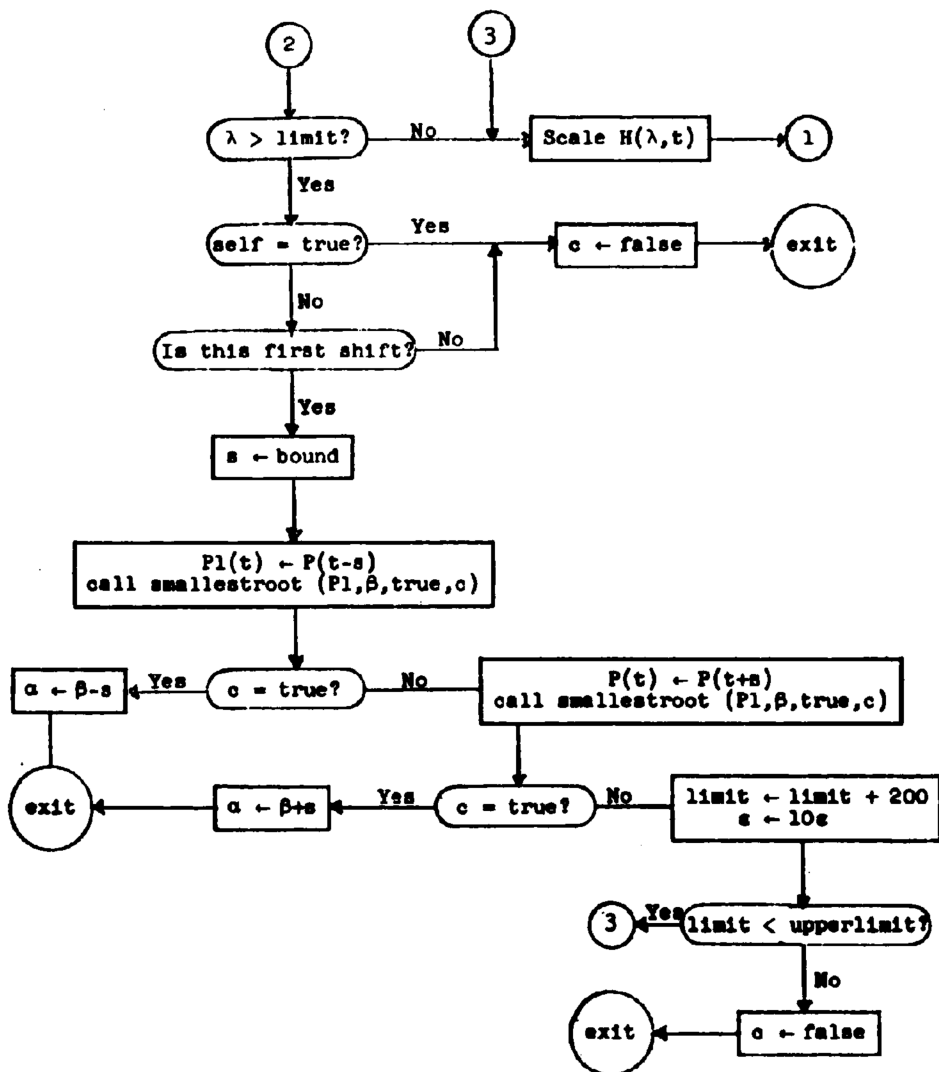 2
3
λ > limit?
No
Scale H(λ,t)
1
Yes
self = true?
Yes
c ← false
exit
No
Is this first shift?
No
Yes
s ← bound
P1(t) ← P(t-s)
call smallestroot (P1,β,true,c)
α ← β-s
Yes
c = true?
No
P(t) ← P(t+s)
call smallestroot (P1,β,true,c)
exit
α ← β+s
Yes
c = true?
No
limit ← limit + 200
ε ← 10ε
3
Yes
limit < upperlimit?
No
exit
c ← false